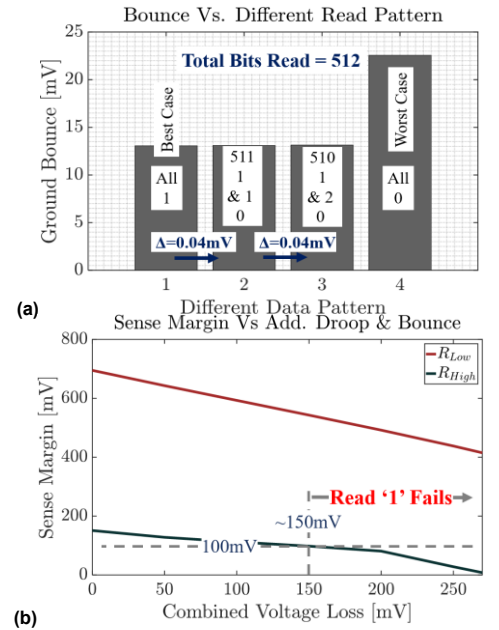 Bounce Vs. Different Read Pattern
Ground Bounce [mV]
25
20
15
10
5
0
Total Bits Read = 512
Best Case
All
1
511
1
& 1
0
510
1
& 2
0
Worst Case
All
0
Δ=0.04mV
Δ=0.04mV
1
2
3
4
Different Data Pattern
(a)
Sense Margin Vs Add. Droop & Bounce
Sense Margin [mV]
800
600
400
200
0
R_Low
R_High
Read '1' Fails
~150mV
100mV
0
50
100
150
200
250
Combined Voltage Loss [mV]
(b)